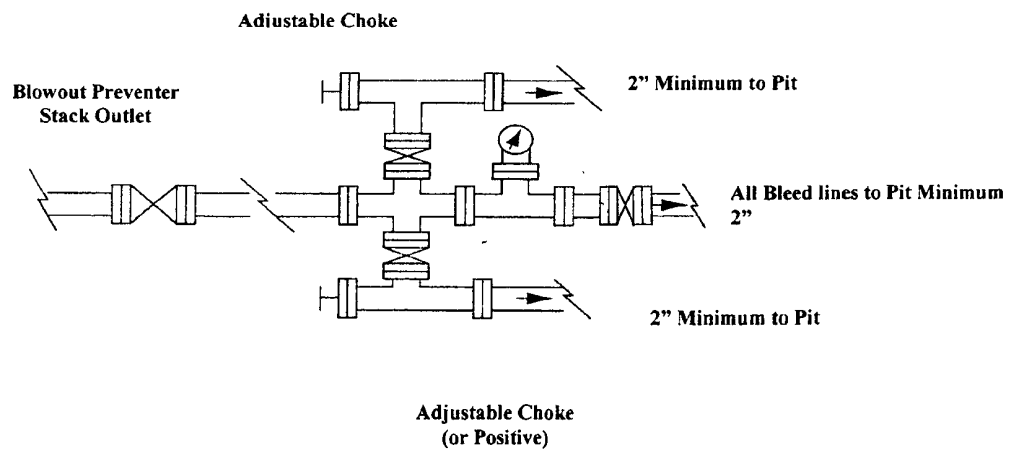 Adjustable Choke
2” Minimum to Pit
Blowout Preventer
Stack Outlet
All Bleed lines to Pit Minimum
2”
2” Minimum to Pit
Adjustable Choke
(or Positive)